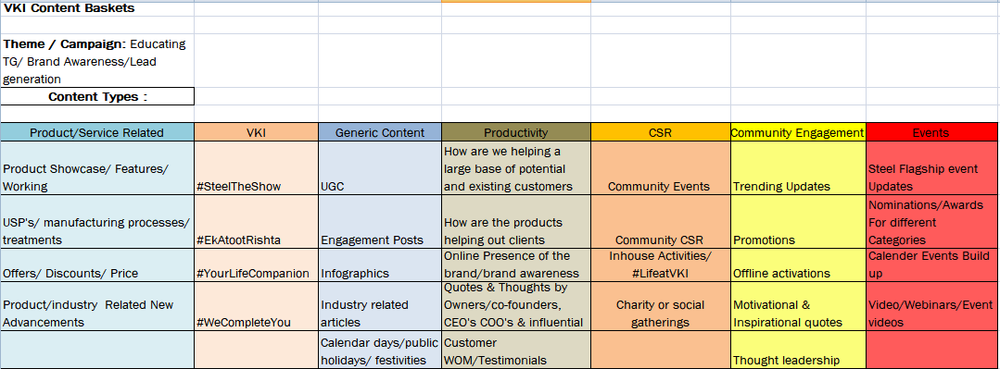 VKI Content Baskets
Theme / Campaign: Educating
TG/ Brand Awareness/Lead
generation
Content Types :
Product/Service Related
VKI
Generic Content
Productivity
CSR
Community Engagement
Events
Product Showcase/ Features/
Working
#SteelTheShow
UGC
How are we helping a
large base of potential
and existing customers
Community Events
Trending Updates
Steel Flagship event
Updates
USP's/ manufacturing processes/
treatments
#EkAtootRishta
Engagement Posts
How are the products
helping out clients
Community CSR
Promotions
Nominations/Awards
For different
Categories
Offers/ Discounts/ Price
#YourLifeCompanion
Infographics
Online Presence of the
brand/brand awareness
Inhouse Activities/
#LifeatVKI
Offline activations
Calender Events Build
up
Product/industry Related New
Advancements
#WeCompleteYou
Industry related
articles
Quotes & Thoughts by
Owners/co-founders,
CEO's COO's & influential
Charity or social
gatherings
Motivational &
Inspirational quotes
Video/Webinars/Event
videos
Calendar days/public
holidays/ festivities
Customer
WOM/Testimonials
Thought leadership